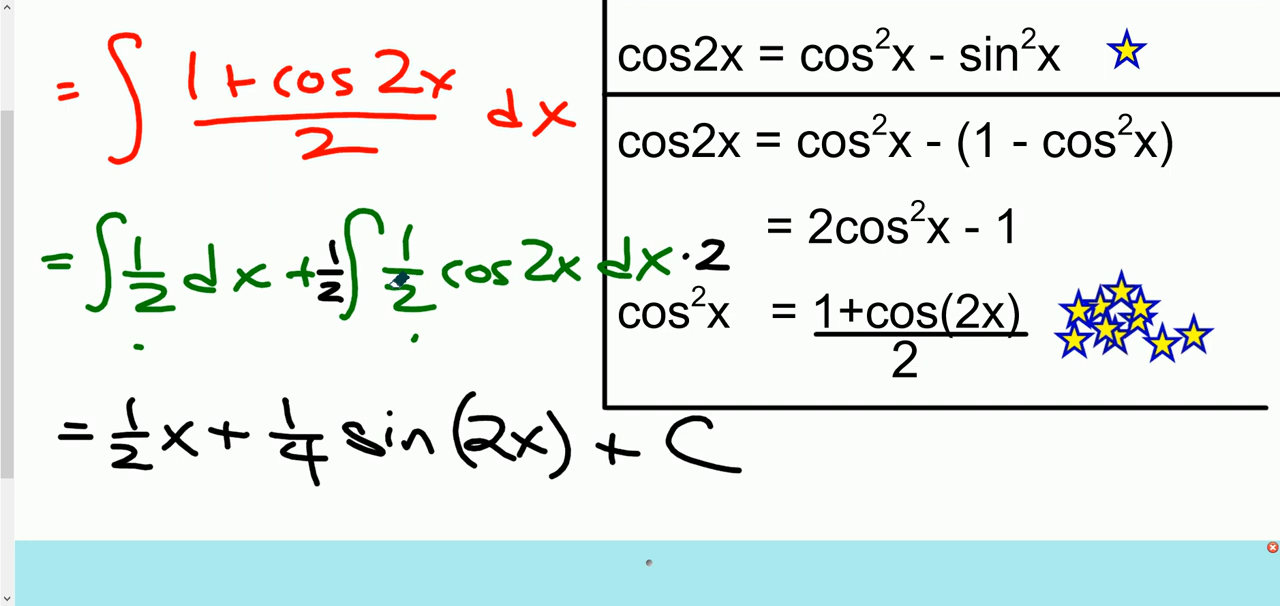 = ∫ (1 + cos 2x)/2 dx
= ∫ 1/2 dx + 1/2 ∫ 1/2 cos 2x dx · 2
= 1/2 x + 1/4 sin(2x) + C
cos2x = cos²x - sin²x
cos2x = cos²x - (1 - cos²x)
= 2cos²x - 1
cos²x = 1+cos(2x)
2